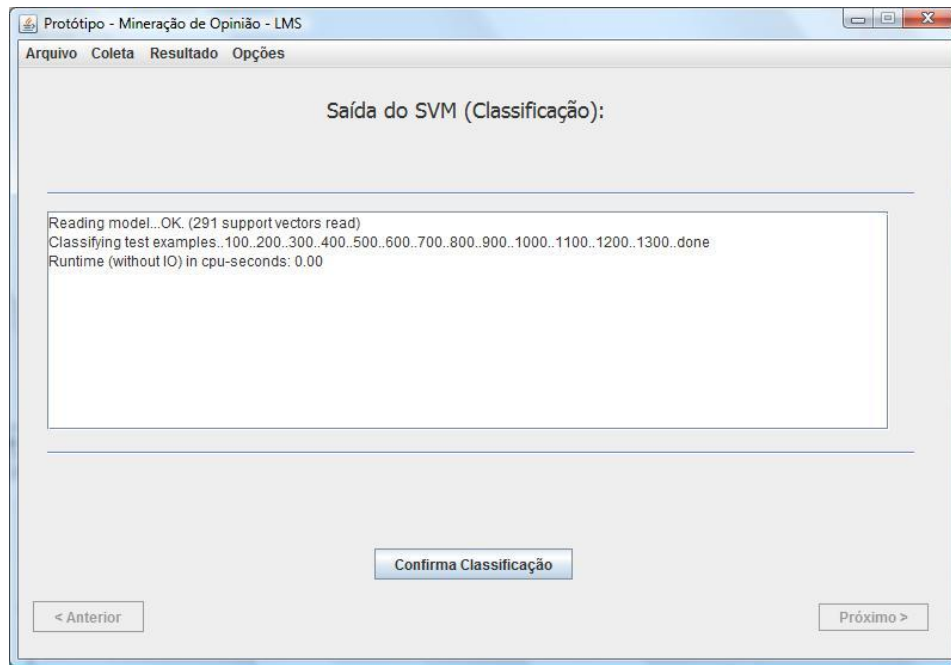 Protótipo - Mineração de Opinião - LMS
Arquivo Coleta Resultado Opções
Saída do SVM (Classificação):
Reading model...OK. (291 support vectors read)
Classifying test examples..100..200..300..400..500..600..700..800..900..1000..1100..1200..1300..done
Runtime (without IO) in cpu-seconds: 0.00
Confirma Classificação
< Anterior
Próximo >